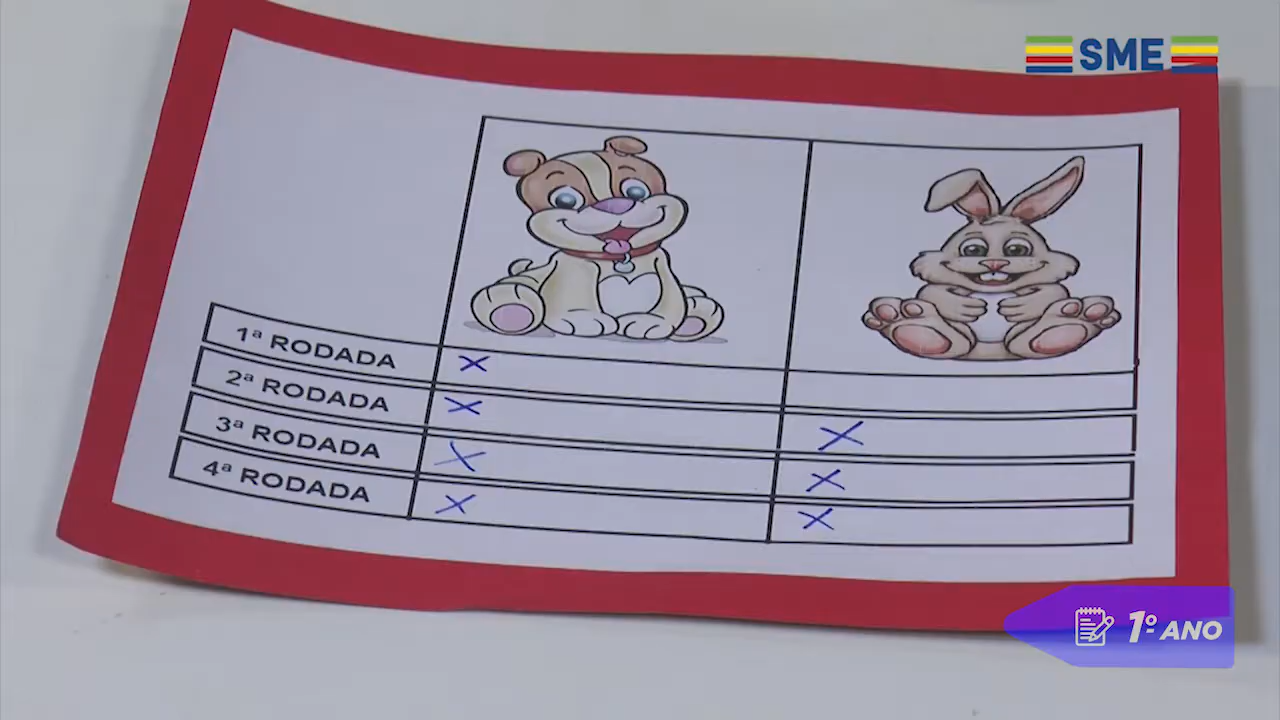 SME
1ª RODADA X
2ª RODADA X X
3ª RODADA X X
4ª RODADA X X
1º ANO